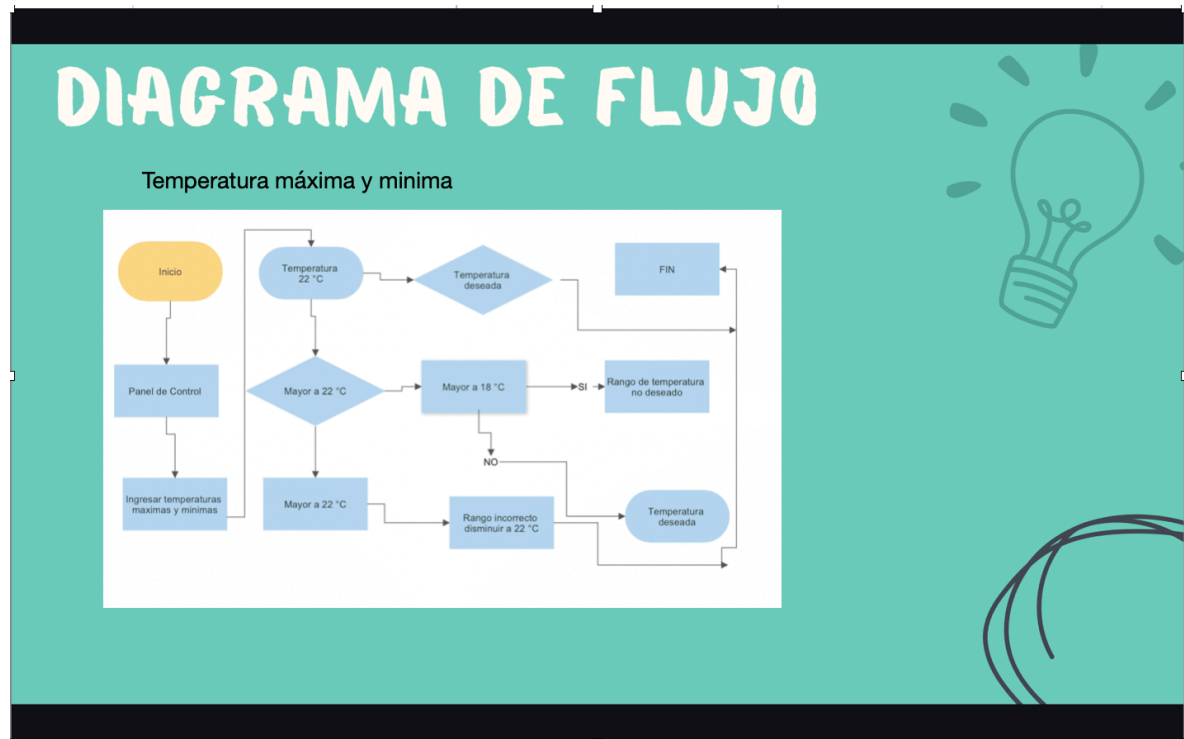 DIAGRAMA DE FLUJO
Temperatura máxima y minima
Inicio
Temperatura
22 °C
Temperatura
deseada
FIN
Panel de Control
Mayor a 22 °C
Mayor a 18 °C
SI
Rango de temperatura
no deseado
NO
Ingresar temperaturas
maximas y minimas
Mayor a 22 °C
Rango incorrecto
disminuir a 22 °C
Temperatura
deseada